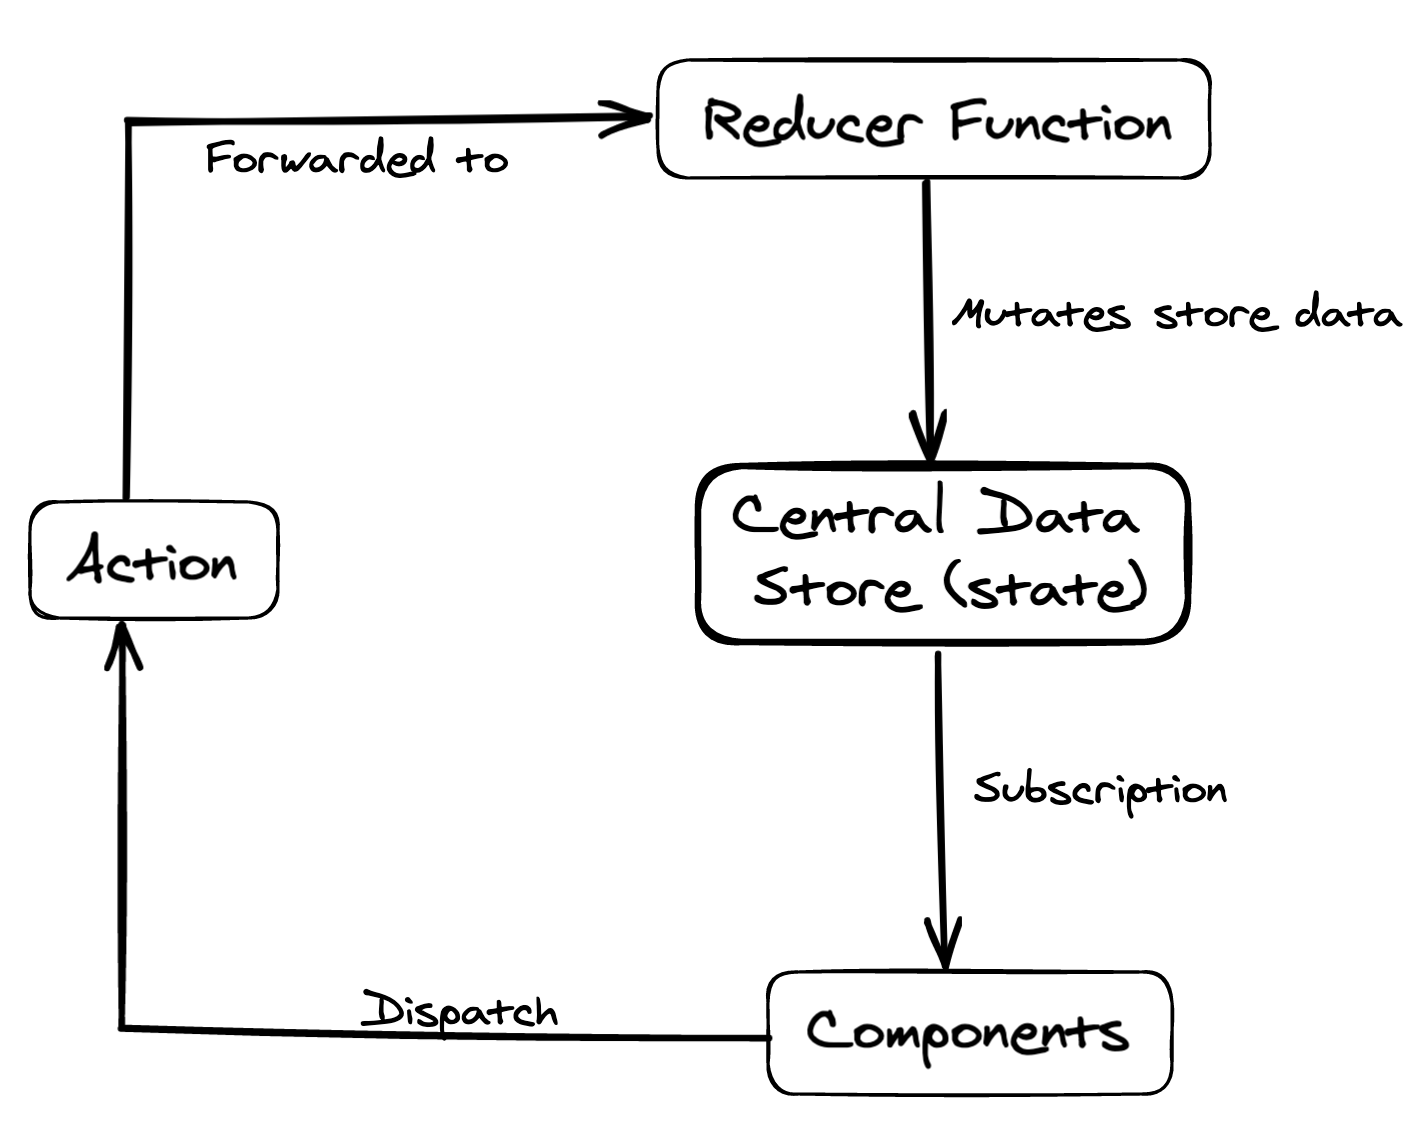 Reducer Function
Forwarded to
Mutates store data
Central Data
Store (state)
Action
Subscription
Dispatch
Components